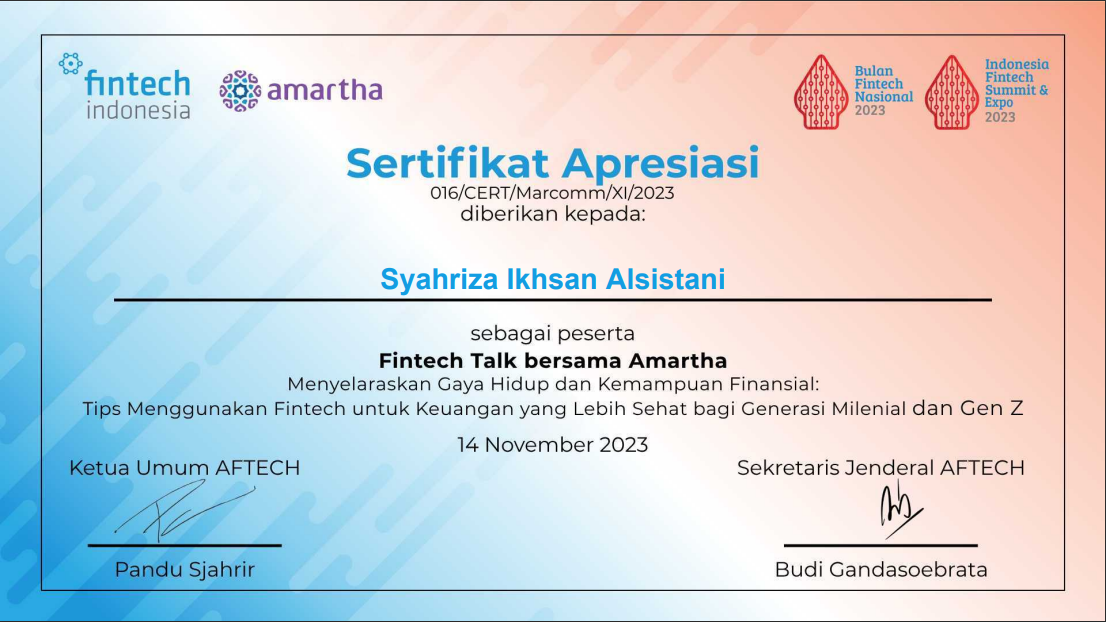 fintech
indonesia
amartha
Bulan
Fintech
Nasional
2023
Indonesia
Fintech
Summit &
Expo
2023
Sertifikat Apresiasi
016/CERT/Marcomm/XI/2023
diberikan kepada:
Syahriza Ikhsan Alsistani
sebagai peserta
Fintech Talk bersama Amartha
Menyelaraskan Gaya Hidup dan Kemampuan Finansial:
Tips Menggunakan Fintech untuk Keuangan yang Lebih Sehat bagi Generasi Milenial dan Gen Z
14 November 2023
Ketua Umum AFTECH
Pandu Sjahrir
Sekretaris Jenderal AFTECH
Budi Gandasoebrata